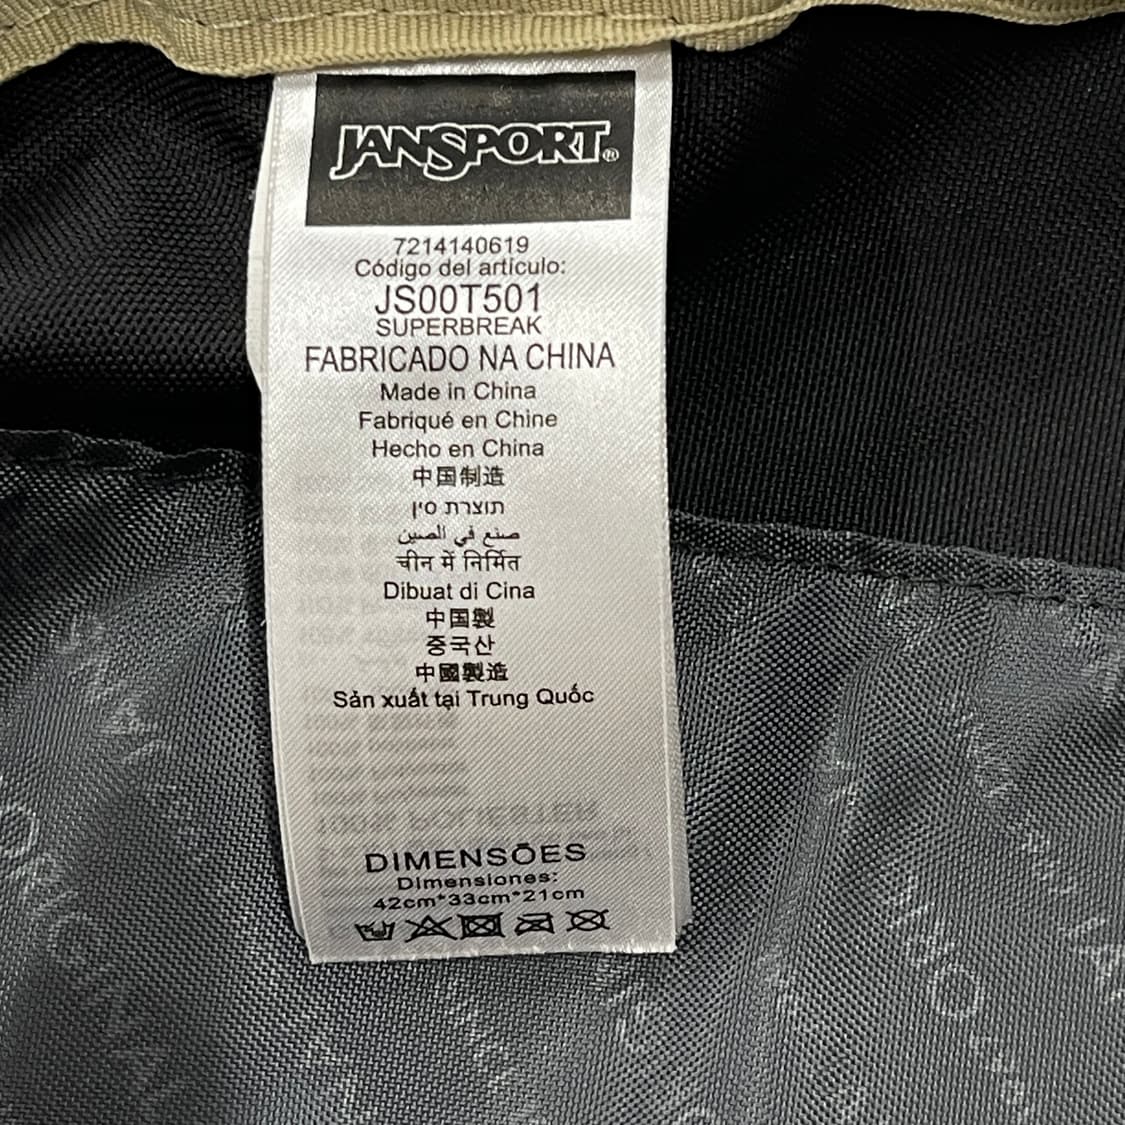 JANSPORT®
7214140619
Código del artículo:
JS00T501
SUPERBREAK
FABRICADO NA CHINA
Made in China
Fabriqué en Chine
Hecho en China
中国制造
תוצרת סין
صنع في الصين
चीन में निर्मित
Dibuat di Cina
中国製
중국산
中國製造
Sản xuất tại Trung Quốc
DIMENSÕES
Dimensiones:
42cm*33cm*21cm